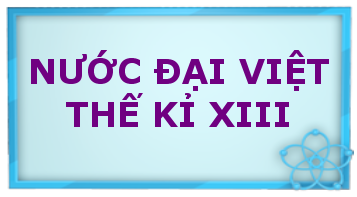 NƯỚC ĐẠI VIỆT
THẾ KỈ XIII